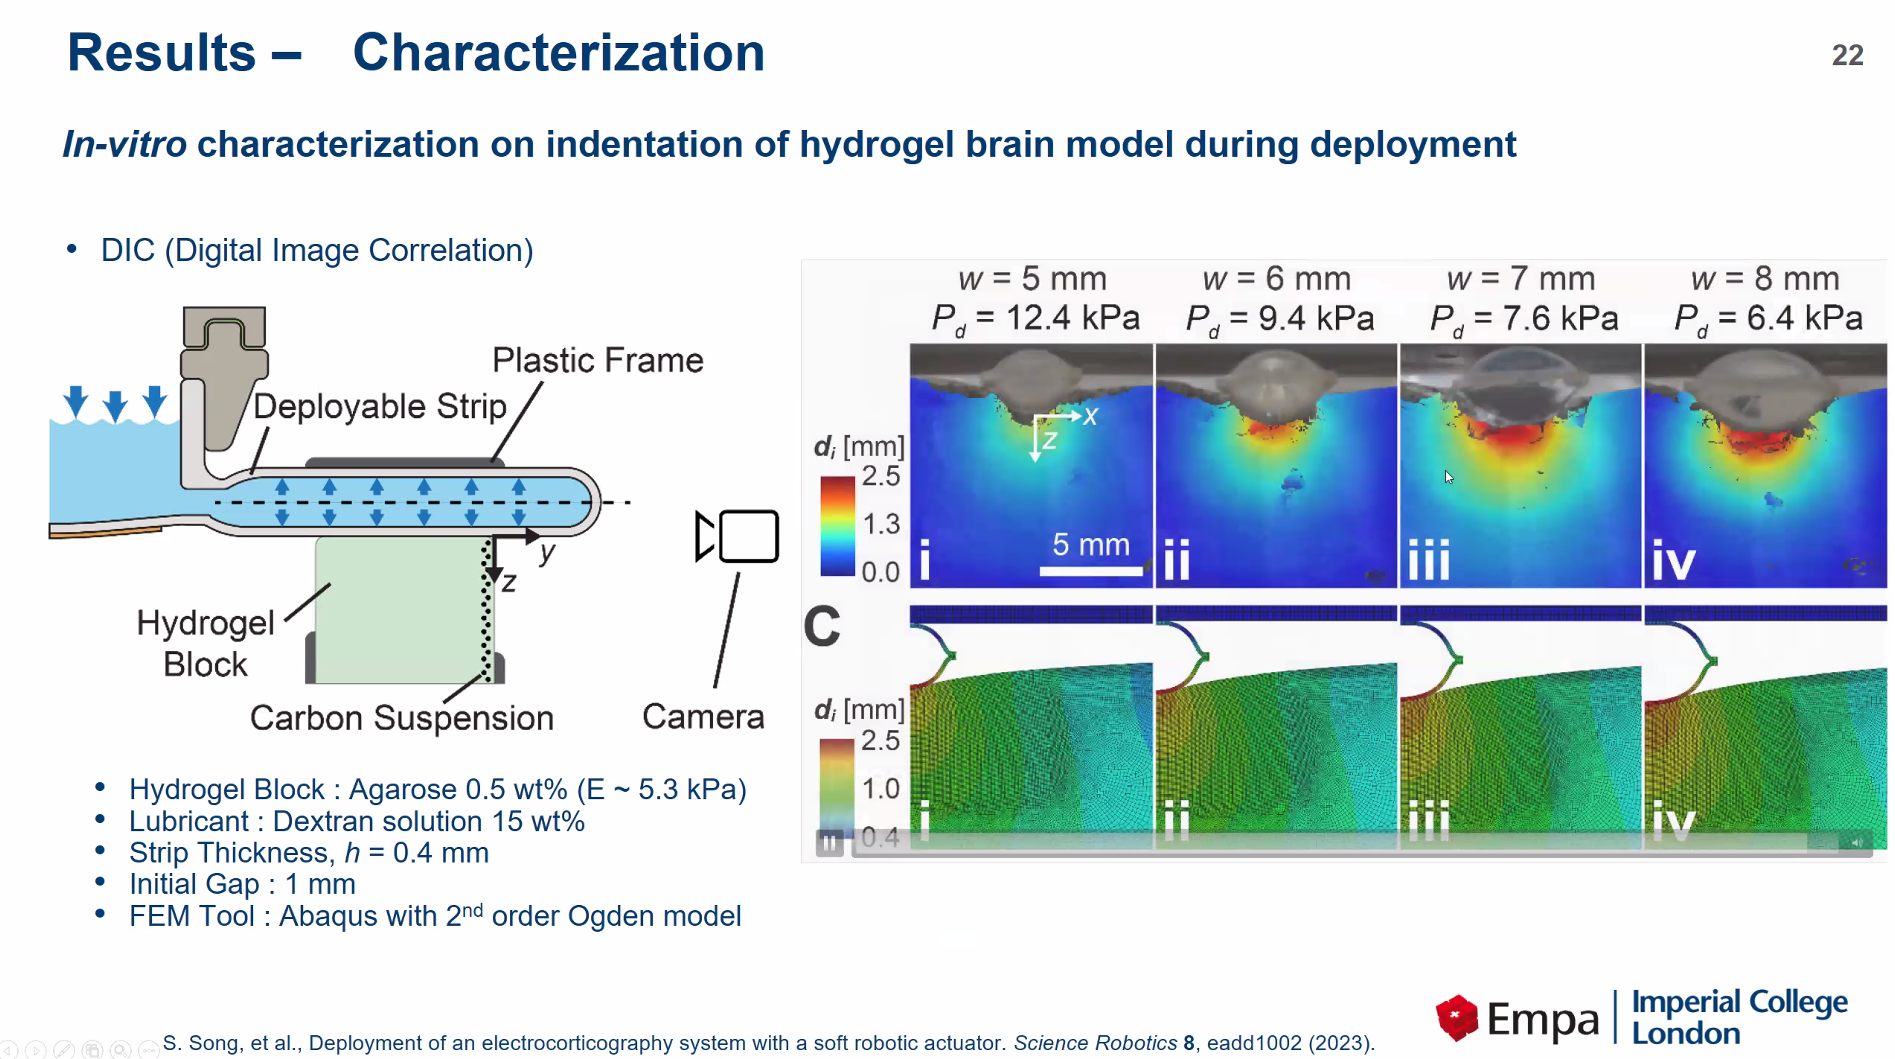 Results – Characterization
22
In-vitro characterization on indentation of hydrogel brain model during deployment
• DIC (Digital Image Correlation)
Plastic Frame
Deployable Strip
y
z
Hydrogel
Block
Carbon Suspension
Camera
w = 5 mm
P_d = 12.4 kPa
w = 6 mm
P_d = 9.4 kPa
w = 7 mm
P_d = 7.6 kPa
w = 8 mm
P_d = 6.4 kPa
d_i [mm]
2.5
1.3
0.0
x
z
5 mm
i
ii
iii
iv
C
d_i [mm]
2.5
1.0
0.4
i
ii
iii
iv
• Hydrogel Block : Agarose 0.5 wt% (E ~ 5.3 kPa)
• Lubricant : Dextran solution 15 wt%
• Strip Thickness, h = 0.4 mm
• Initial Gap : 1 mm
• FEM Tool : Abaqus with 2nd order Ogden model
Empa
Imperial College
London
S. Song, et al., Deployment of an electrocorticography system with a soft robotic actuator. Science Robotics 8, eadd1002 (2023).